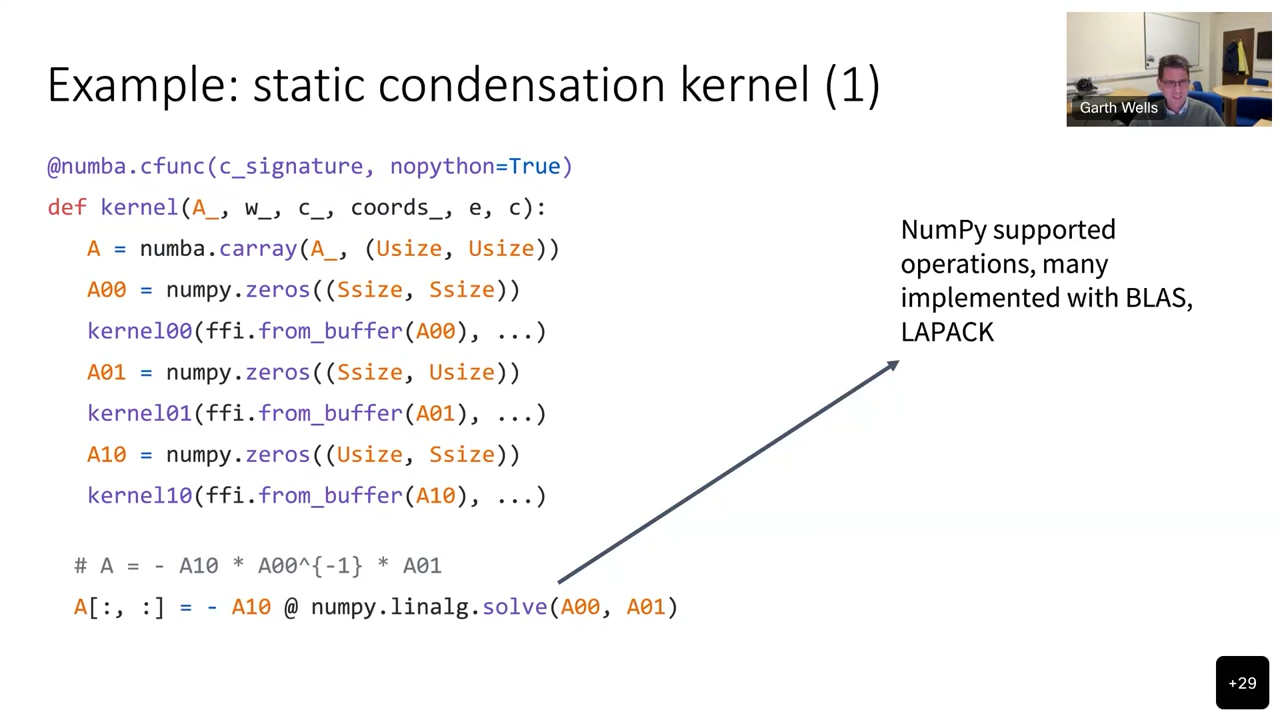 Example: static condensation kernel (1)
Garth Wells
@numba.cfunc(c_signature, nopython=True)
def kernel(A_, w_, c_, coords_, e, c):
A = numba.carray(A_, (Usize, Usize))
A00 = numpy.zeros((Ssize, Ssize))
kernel00(ffi.from_buffer(A00), ...)
A01 = numpy.zeros((Ssize, Usize))
kernel01(ffi.from_buffer(A01), ...)
A10 = numpy.zeros((Usize, Ssize))
kernel10(ffi.from_buffer(A10), ...)
# A = - A10 * A00^{-1} * A01
A[:, :] = - A10 @ numpy.linalg.solve(A00, A01)
NumPy supported
operations, many
implemented with BLAS,
LAPACK
+29